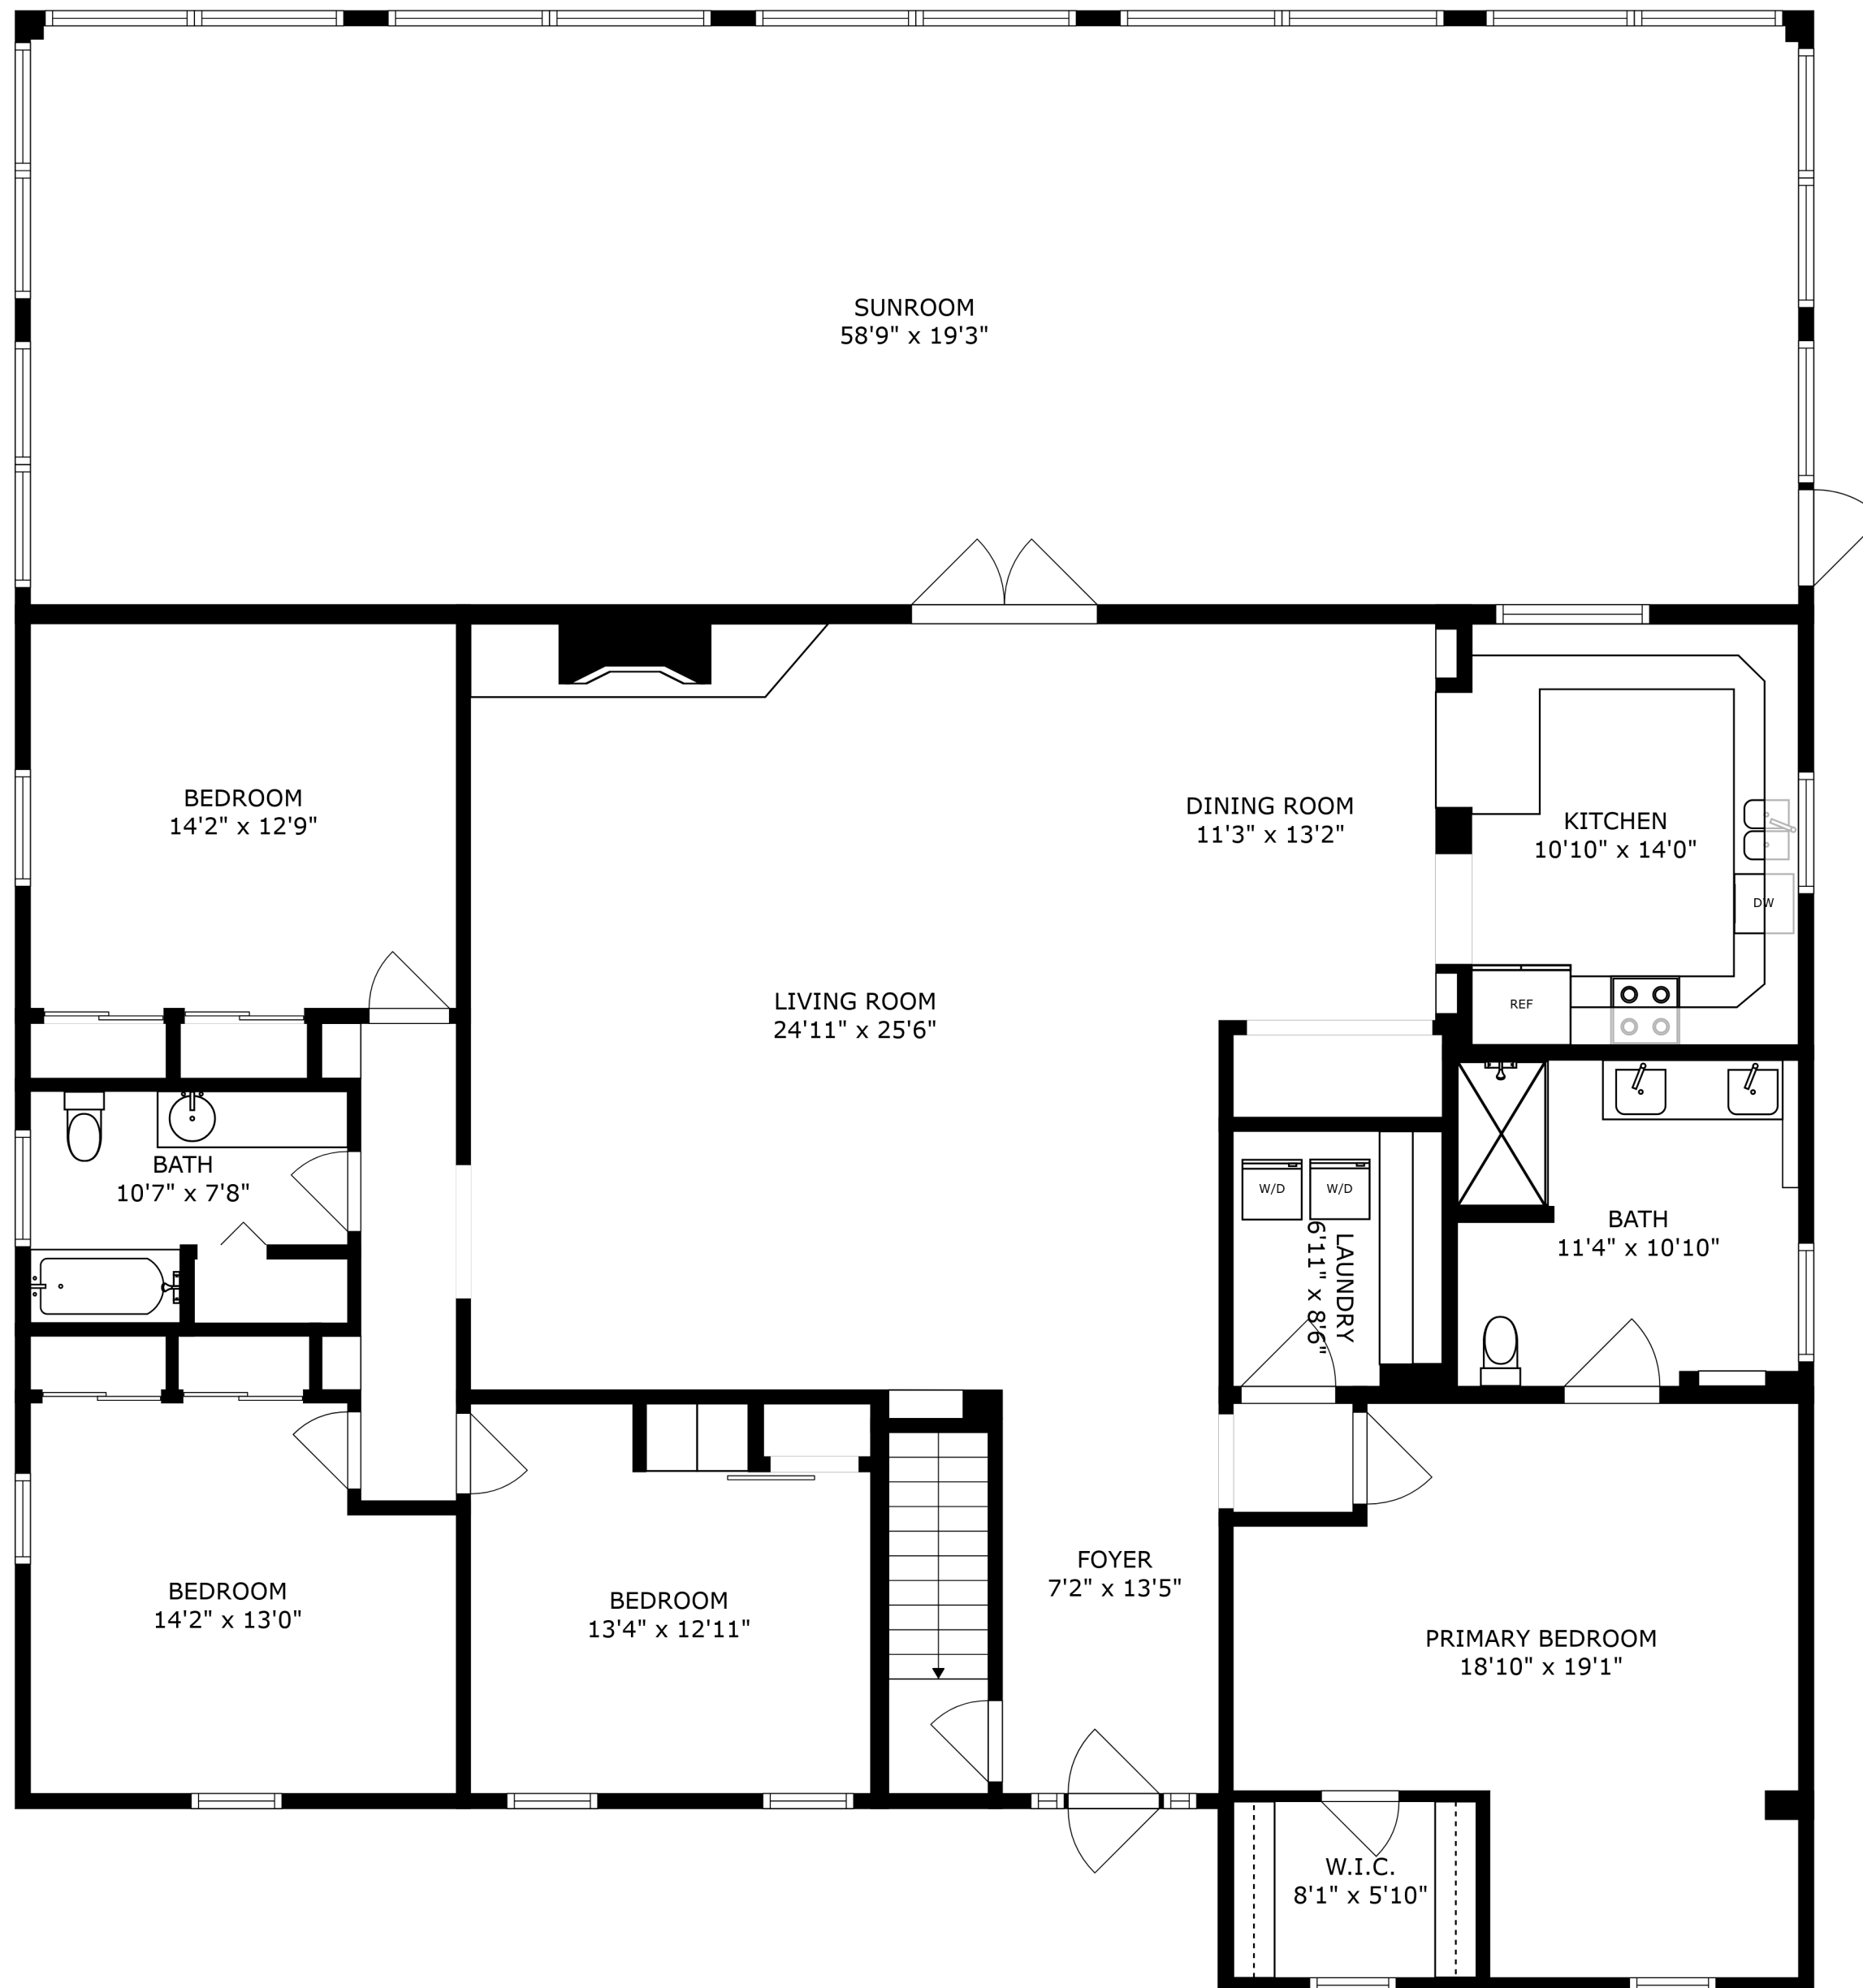 SUNROOM
58'9" x 19'3"
BEDROOM
14'2" x 12'9"
DINING ROOM
11'3" x 13'2"
KITCHEN
10'10" x 14'0"
DW
LIVING ROOM
24'11" x 25'6"
REF
BATH
10'7" x 7'8"
W/D
W/D
LAUNDRY
6'11" x 8'6"
BATH
11'4" x 10'10"
FOYER
7'2" x 13'5"
BEDROOM
14'2" x 13'0"
BEDROOM
13'4" x 12'11"
PRIMARY BEDROOM
18'10" x 19'1"
W.I.C.
8'1" x 5'10"